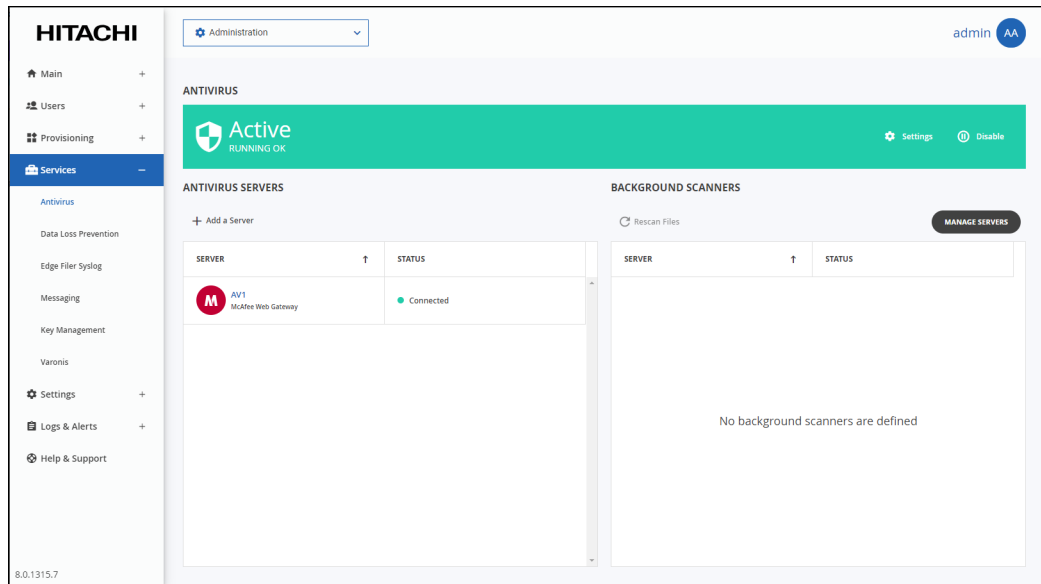 HITACHI
Administration
admin AA
Main
Users
Provisioning
Services
Antivirus
Data Loss Prevention
Edge Filer Syslog
Messaging
Key Management
Varonis
Settings
Logs & Alerts
Help & Support
8.0.1315.7
ANTIVIRUS
Active
RUNNING OK
Settings
Disable
ANTIVIRUS SERVERS
Add a Server
SERVER STATUS
AV1
McAfee Web Gateway
Connected
BACKGROUND SCANNERS
Rescan Files
MANAGE SERVERS
SERVER STATUS
No background scanners are defined